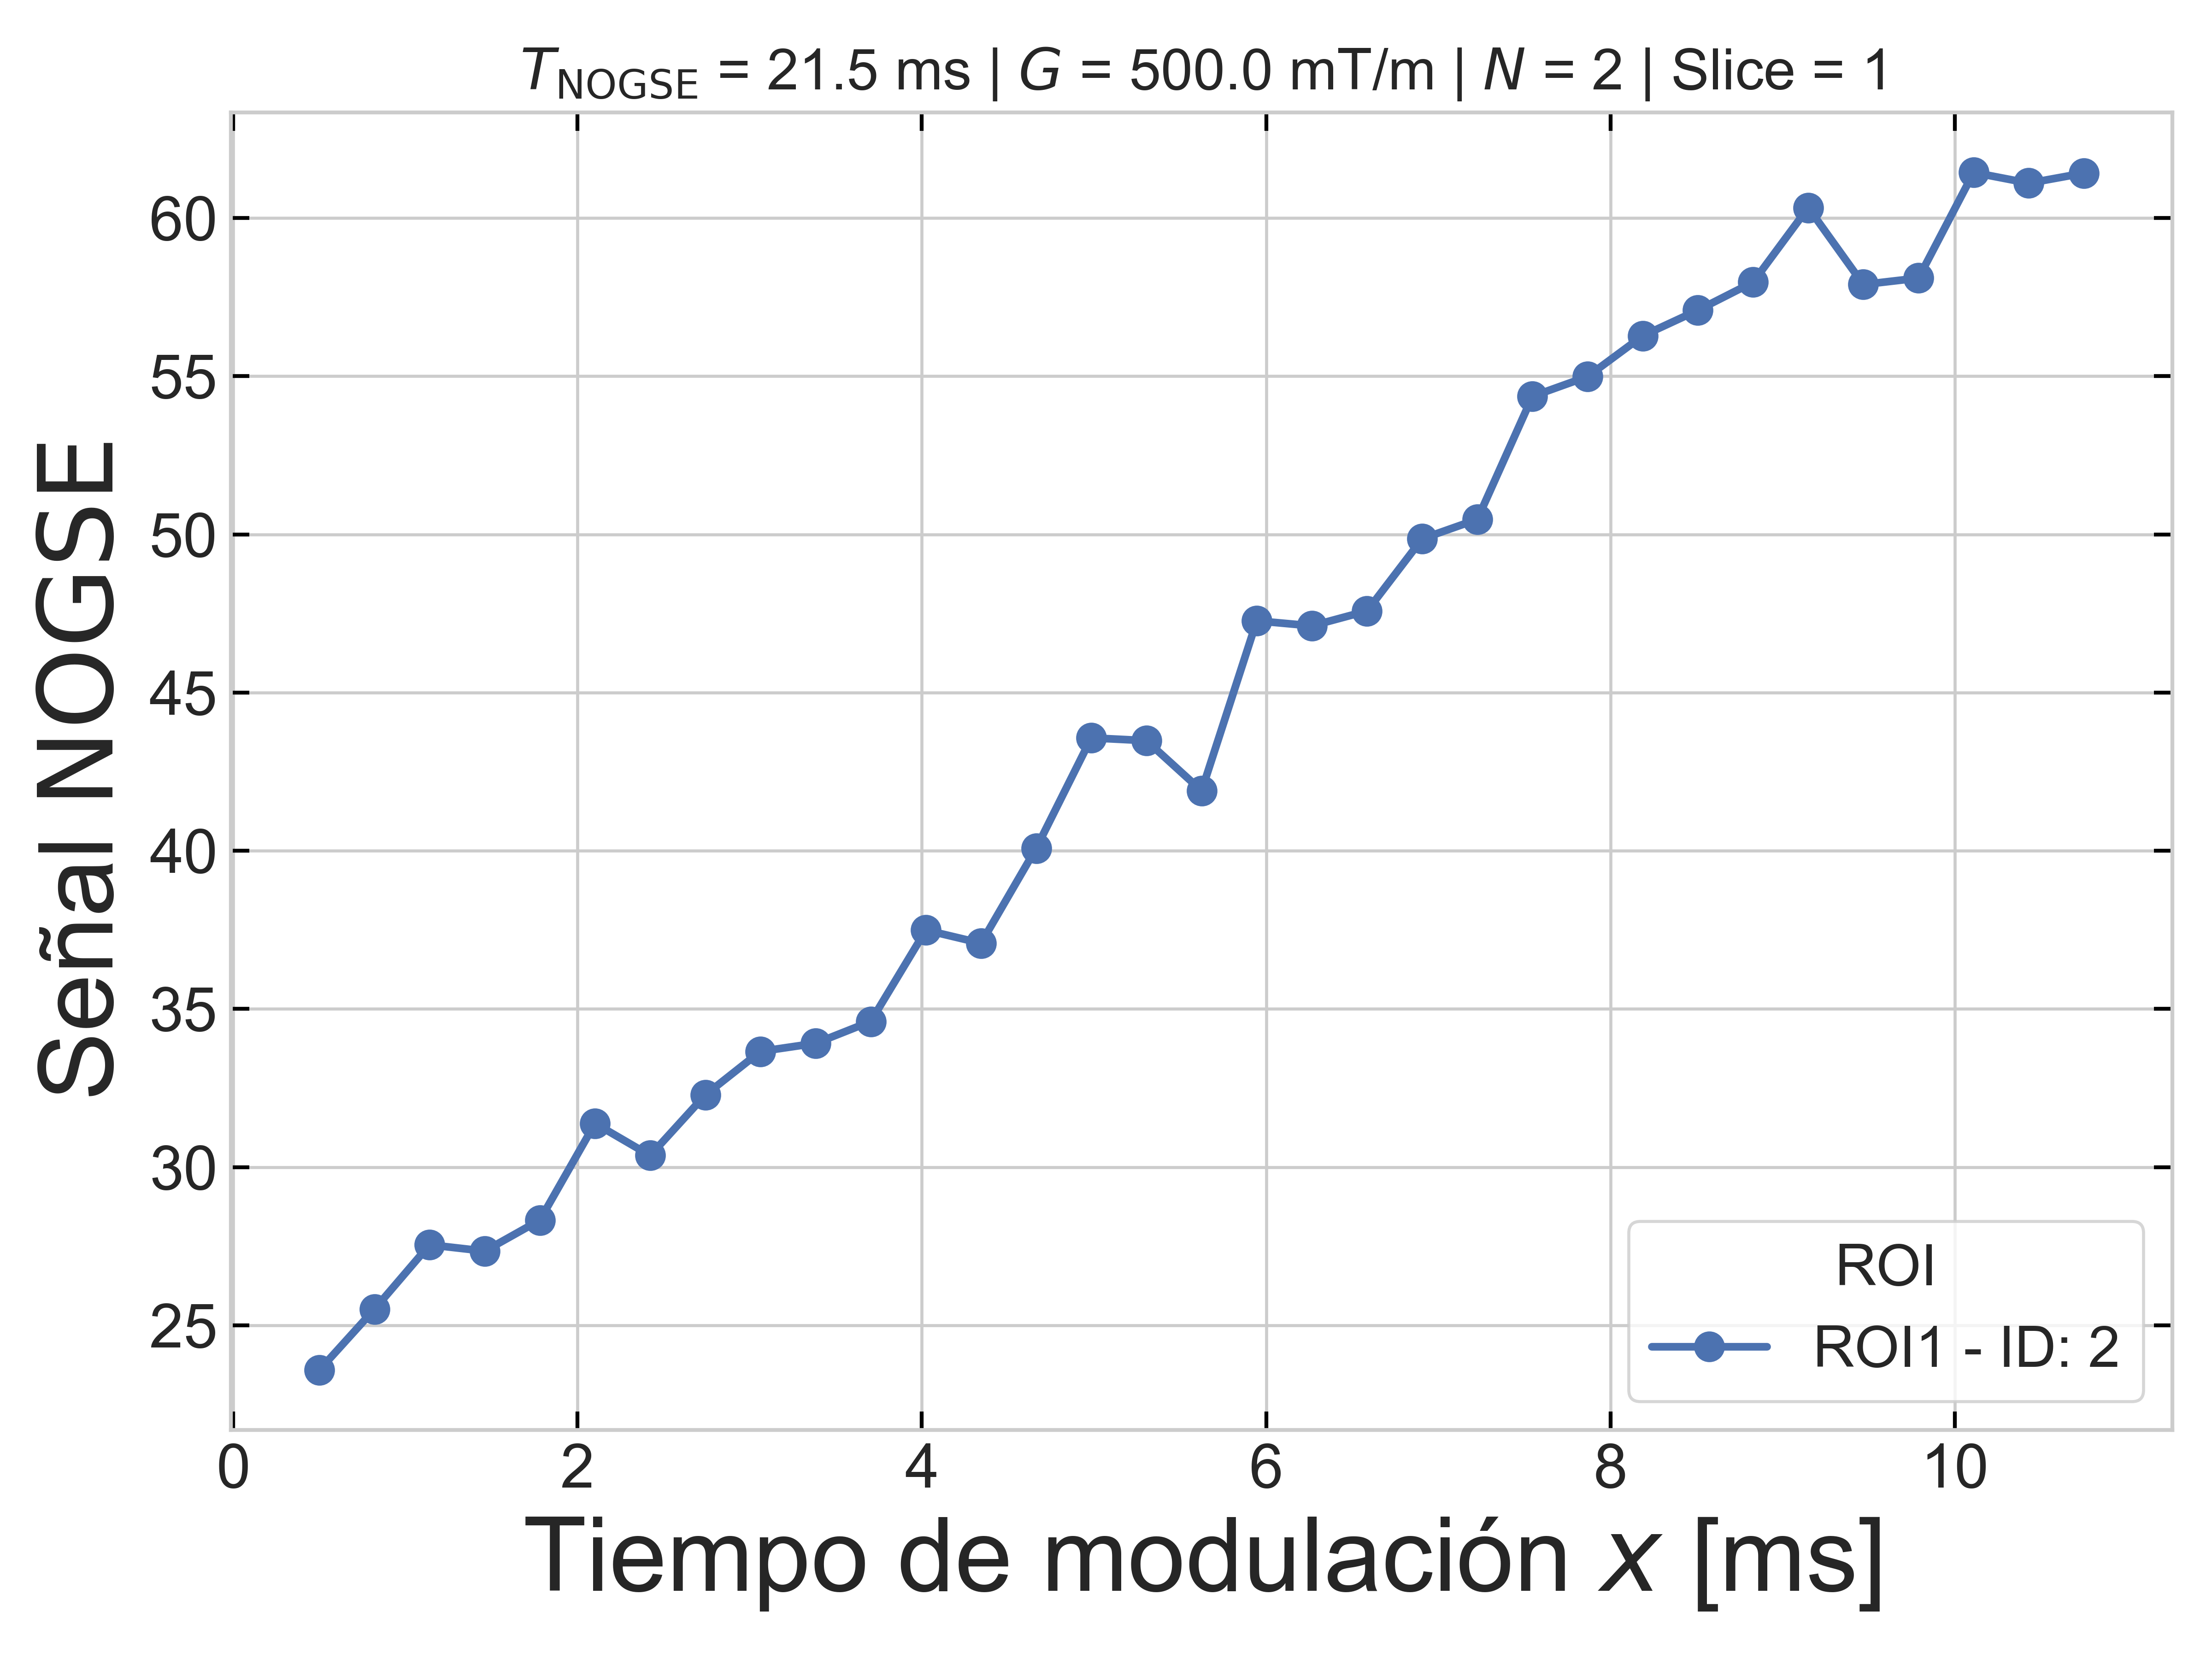 T_NOGSE = 21.5 ms | G = 500.0 mT/m | N = 2 | Slice = 1
Señal NOGSE
60
55
50
45
40
35
30
25
ROI
ROI1 - ID: 2
0 2 4 6 8 10
Tiempo de modulación x [ms]